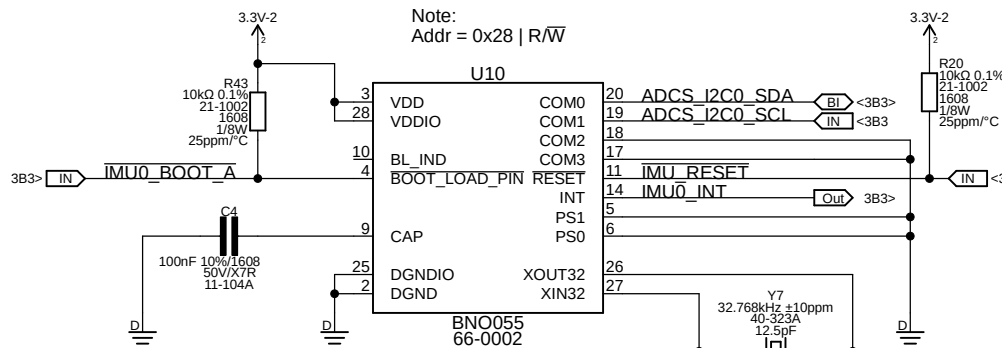 Note:
Addr = 0x28 | R/W
3.3V-2
2
3.3V-2
2
U10
R43
10kΩ 0.1%
21-1002
1608
1/8W
25ppm/°C
R20
10kΩ 0.1%
21-1002
1608
1/8W
25ppm/°C
3 VDD
28 VDDIO
10 BL_IND
4 BOOT_LOAD_PIN
9 CAP
25 DGNDIO
2 DGND
COM0 20 ADCS_I2C0_SDA BI <3B3>
COM1 19 ADCS_I2C0_SCL IN <3B3
COM2 18
COM3 17
RESET 11 IMU_RESET IN <3
INT 14 IMU0_INT Out 3B3>
PS1 5
PS0 6
XOUT32 26
XIN32 27
3B3> IN IMU0_BOOT_A
C4
100nF 10%/1608
50V/X7R
11-104A
BNO055
66-0002
Y7
32.768kHz ±10ppm
40-323A
12.5pF
D
D
D